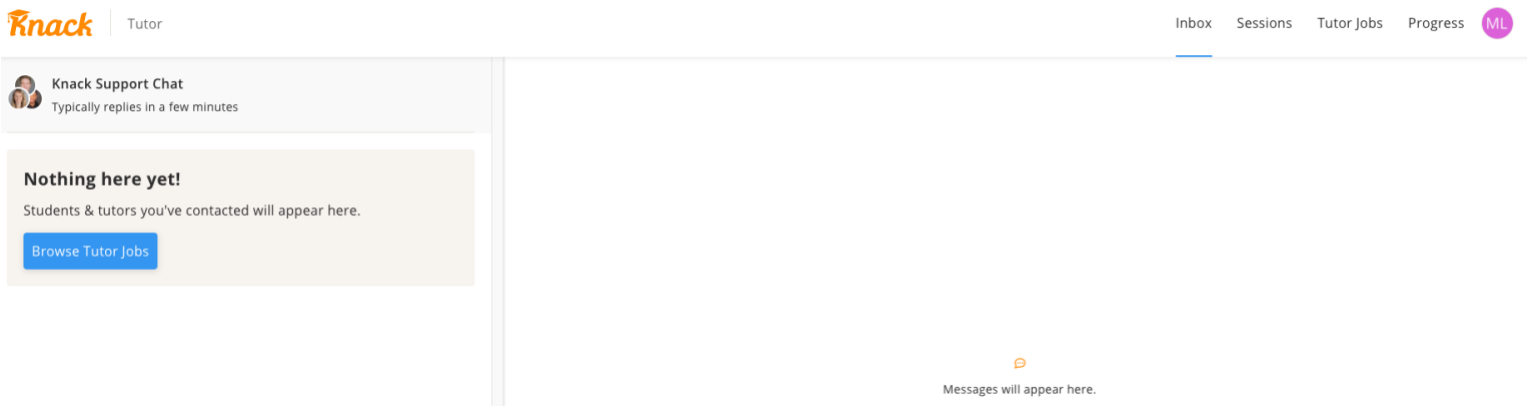 Knack Tutor Inbox Sessions Tutor Jobs Progress ML
Knack Support Chat
Typically replies in a few minutes
Nothing here yet!
Students & tutors you've contacted will appear here.
Browse Tutor Jobs
Messages will appear here.